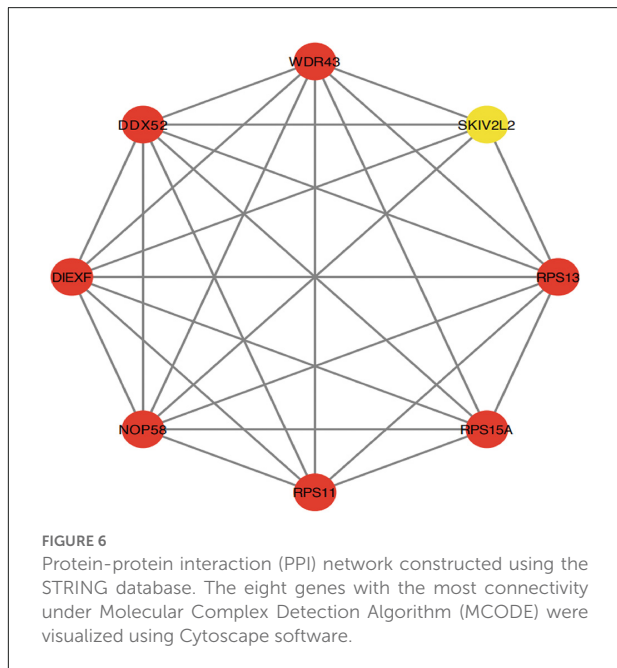 WDR43
DDX52
SKIV2L2
DIEXF
RPS13
NOP58
RPS15A
RPS11
FIGURE 6
Protein-protein interaction (PPI) network constructed using the
STRING database. The eight genes with the most connectivity
under Molecular Complex Detection Algorithm (MCODE) were
visualized using Cytoscape software.